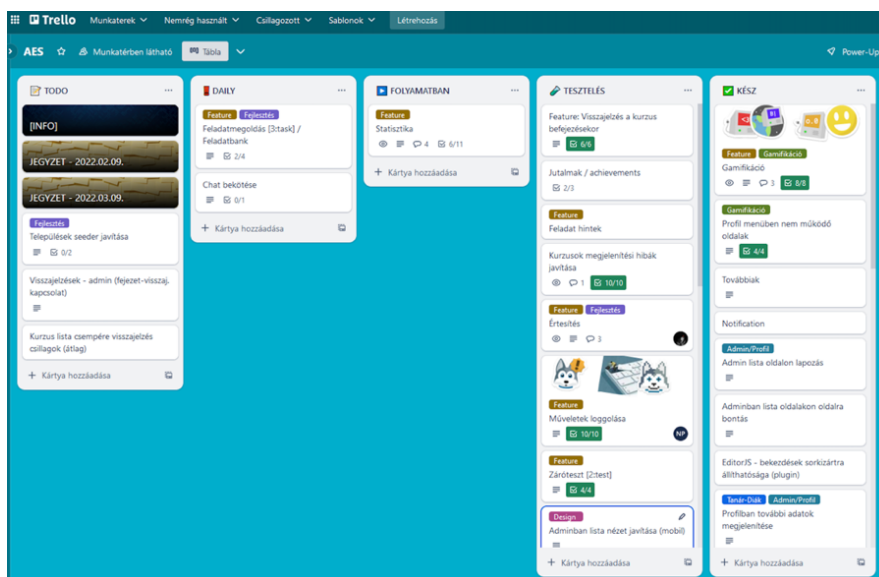 Trello
Munkaterek
Nemrég használt
Csillagozott
Sablonok
Létrehozás
AES
Munkatérben látható
Tábla
Power-Up
TODO
[INFO]
JEGYZET - 2022.02.09.
JEGYZET - 2022.03.09.
Fejlesztés
Települések seeder javítása
0/2
Visszajelzések - admin (fejezet-visszaj.
kapcsolat)
Kurzus lista csempére visszajelzés
csillagok (átlag)
+ Kártya hozzáadása
DAILY
Feature Fejlesztés
Feladatmegoldás [3:task] /
Feladatbank
2/4
Chat bekötése
0/1
+ Kártya hozzáadása
FOLYAMATBAN
Feature
Statisztika
4 6/11
+ Kártya hozzáadása
TESZTELÉS
Feature: Visszajelzés a kurzus
befejezésekor
6/6
Jutalmak / achievements
2/3
Feature
Feladat hintek
Kurzusok megjelenítési hibák
javítása
1 10/10
Feature Fejlesztés
Értesítés
3
Feature
Műveletek loggolása
10/10 NP
Feature
Záróteszt [2:test]
4/4
Design
Adminban lista nézet javítása (mobil)
+ Kártya hozzáadása
KÉSZ
Feature Gamifikáció
Gamifikáció
3 8/8
Gamifikáció
Profil menüben nem működő
oldalak
4/4
Továbbiak
Notification
Admin/Profil
Admin lista oldalon lapozás
Adminban lista oldalakon oldalra
bontás
EditorJS - bekezdések sorkizártra
állíthatósága (plugin)
Tanár-Diák Admin/Profil
Profilban további adatok
megjelenítése
+ Kártya hozzáadása